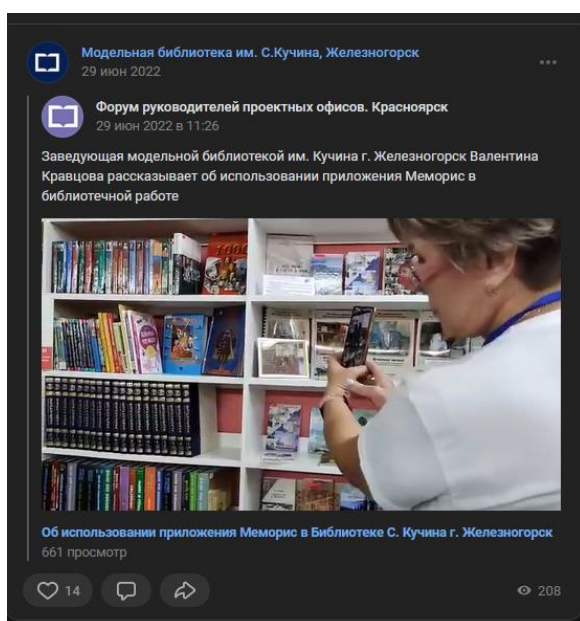 Модельная библиотека им. С.Кучина, Железногорск
29 июн 2022
Форум руководителей проектных офисов. Красноярск
29 июн 2022 в 11:26
Заведующая модельной библиотекой им. Кучина г. Железногорск Валентина
Кравцова рассказывает об использовании приложения Меморис в
библиотечной работе
Об использовании приложения Меморис в Библиотеке С. Кучина г. Железногорск
661 просмотр
14
208